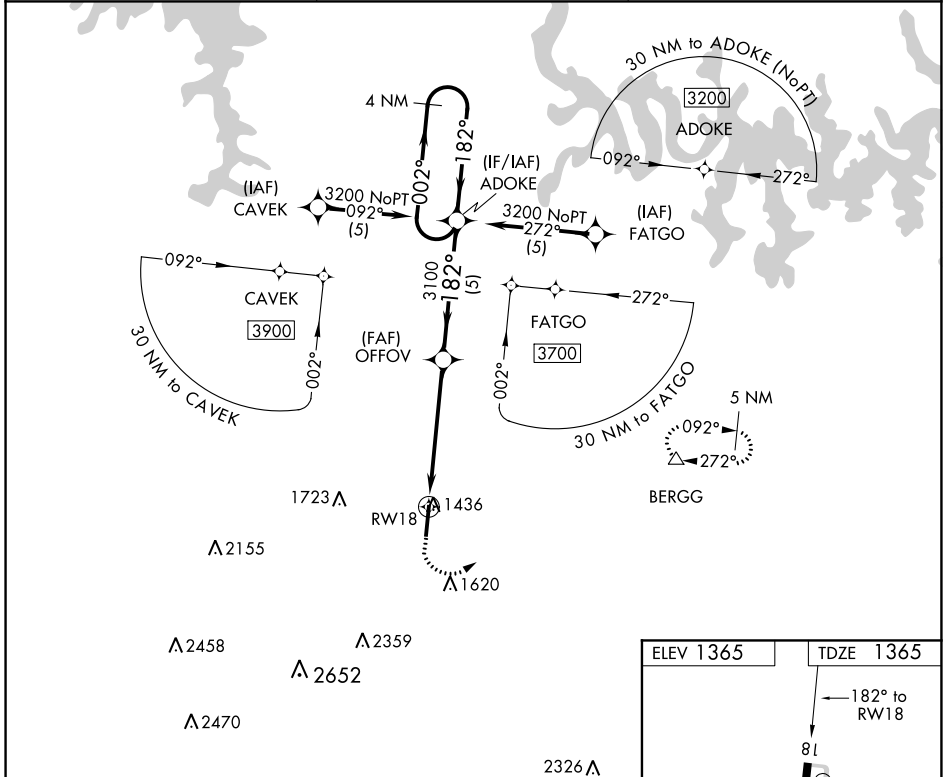 30 NM to ADOKE (NoPT)
3200
ADOKE
092°
272°
4 NM
182°
002°
(IF/IAF)
ADOKE
(IAF)
CAVEK
3200 NoPT
092°
(5)
3200 NoPT
272°
(5)
(IAF)
FATGO
092°
CAVEK
3900
002°
30 NM to CAVEK
3100
182°
(5)
(FAF)
OFFOV
272°
FATGO
3700
002°
30 NM to FATGO
5 NM
092°
272°
BERGG
1723
RW18
1436
2155
1620
2458
2359
2652
2470
2326
ELEV 1365
TDZE 1365
182° to
RW18
18